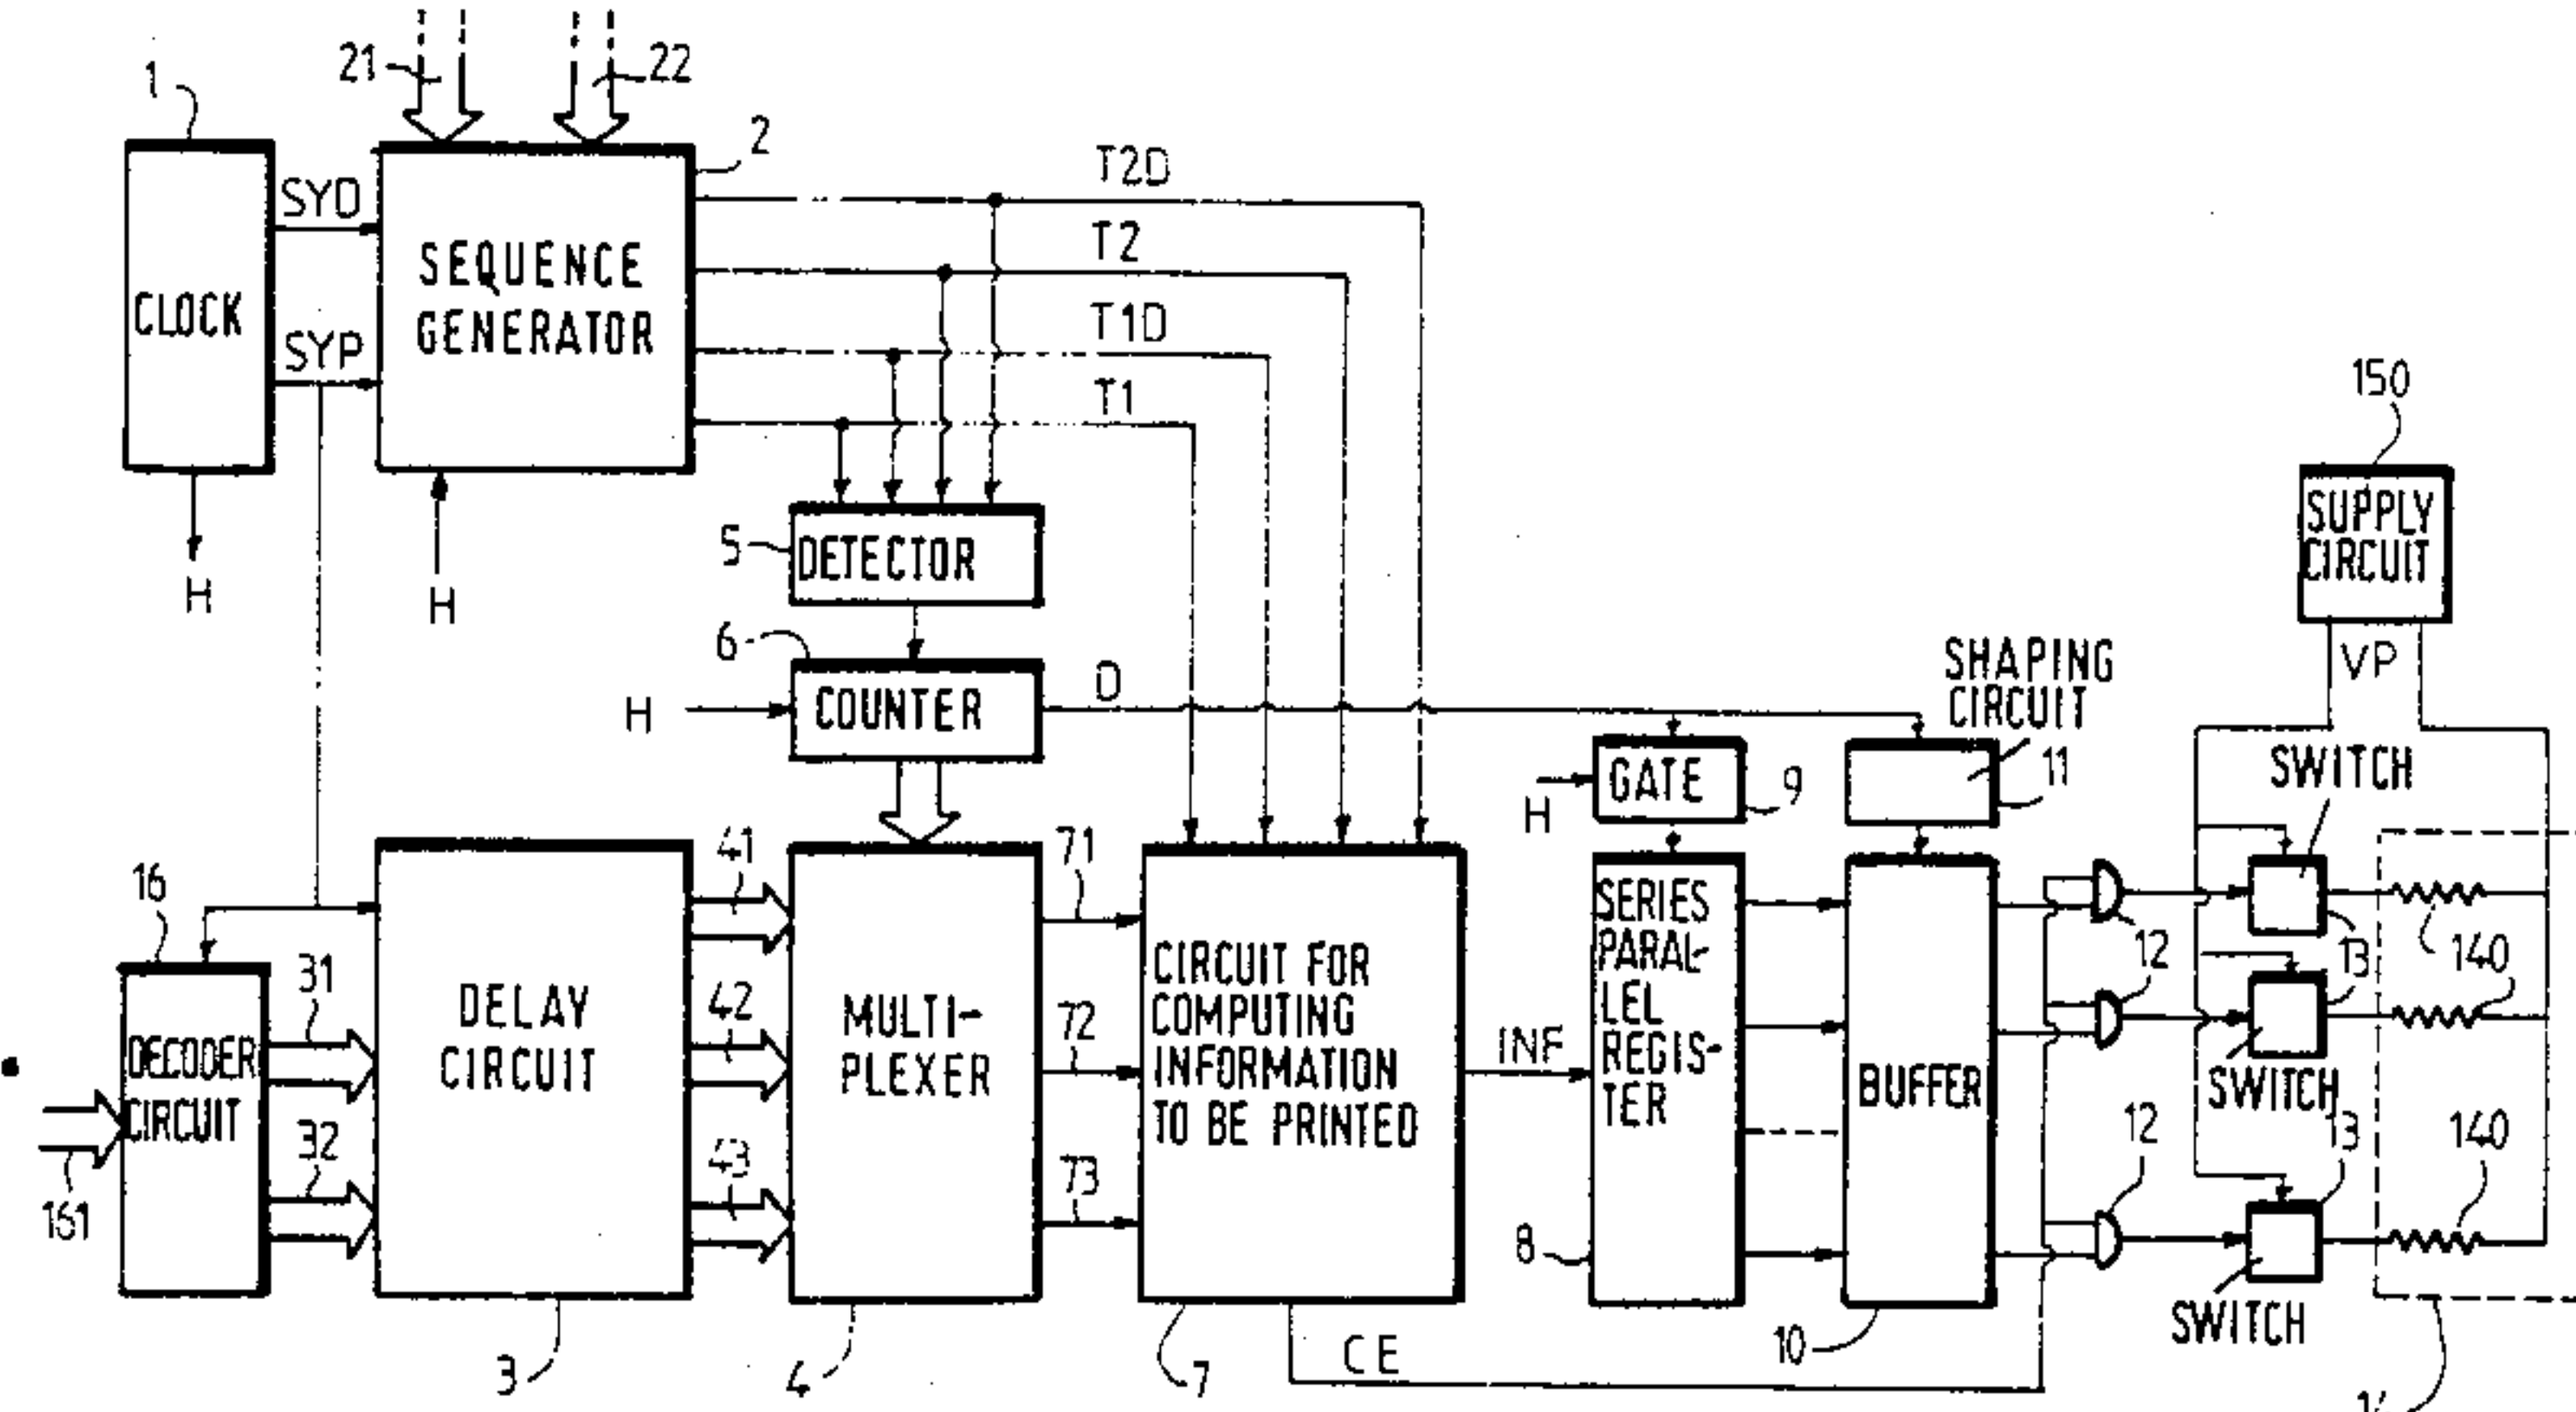 21
22
1
2
SYD
SYP
CLOCK
SEQUENCE
GENERATOR
T2D
T2
T1D
T1
H
H
5
DETECTOR
6
COUNTER
H
D
150
SUPPLY
CIRCUIT
VP
SHAPING
CIRCUIT
GATE
9
H
11
SWITCH
16
DECODER
CIRCUIT
161
31
32
DELAY
CIRCUIT
3
41
42
43
MULTI-
PLEXER
4
71
72
73
CIRCUIT FOR
COMPUTING
INFORMATION
TO BE PRINTED
7
INF
CE
SERIES
PARAL-
LEL
REGIS-
TER
8
BUFFER
10
12
12
13
13
SWITCH
13
SWITCH
140
140